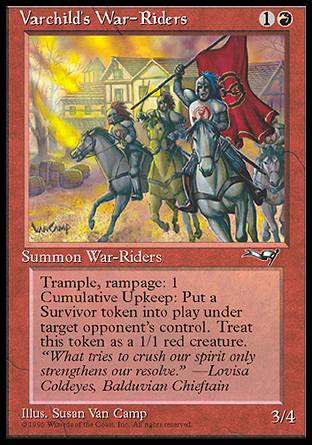 Varchild's War-Riders 1
VANCAMP
Summon War-Riders
Trample, rampage: 1
Cumulative Upkeep: Put a
Survivor token into play under
target opponent's control. Treat
this token as a 1/1 red creature.
"What tries to crush our spirit only
strengthens our resolve." —Lovisa
Coldeyes, Balduvian Chieftain
Illus. Susan Van Camp 3/4
©1996 Wizards of the Coast, Inc. All rights reserved.